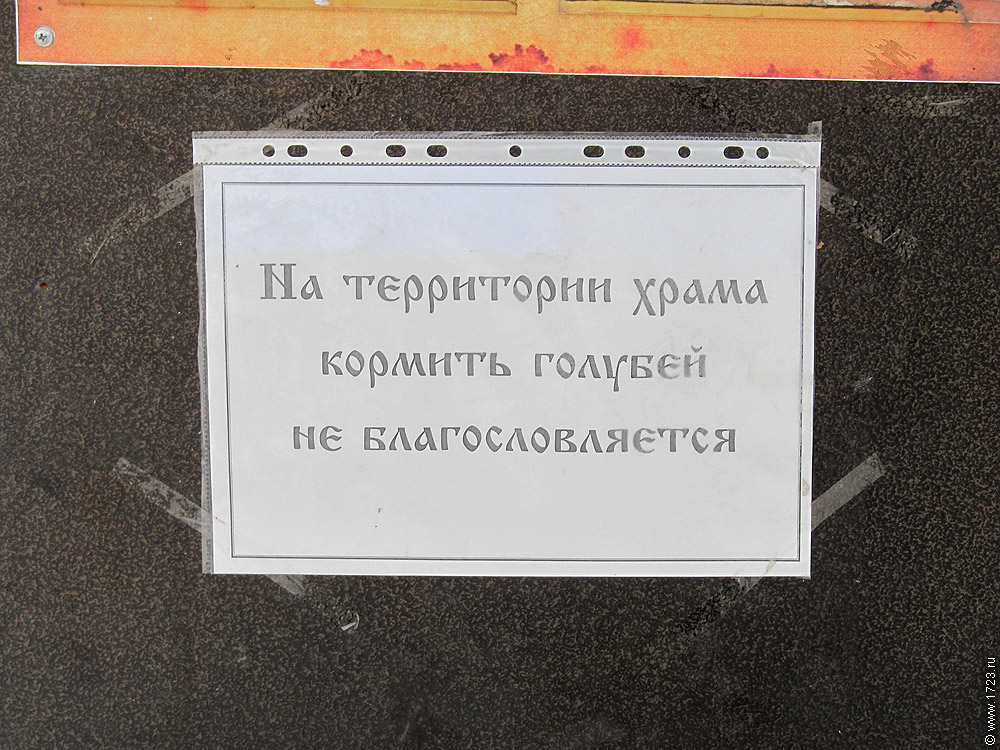 На территории храма
кормить голубей
не благословляется
© www.1723.ru